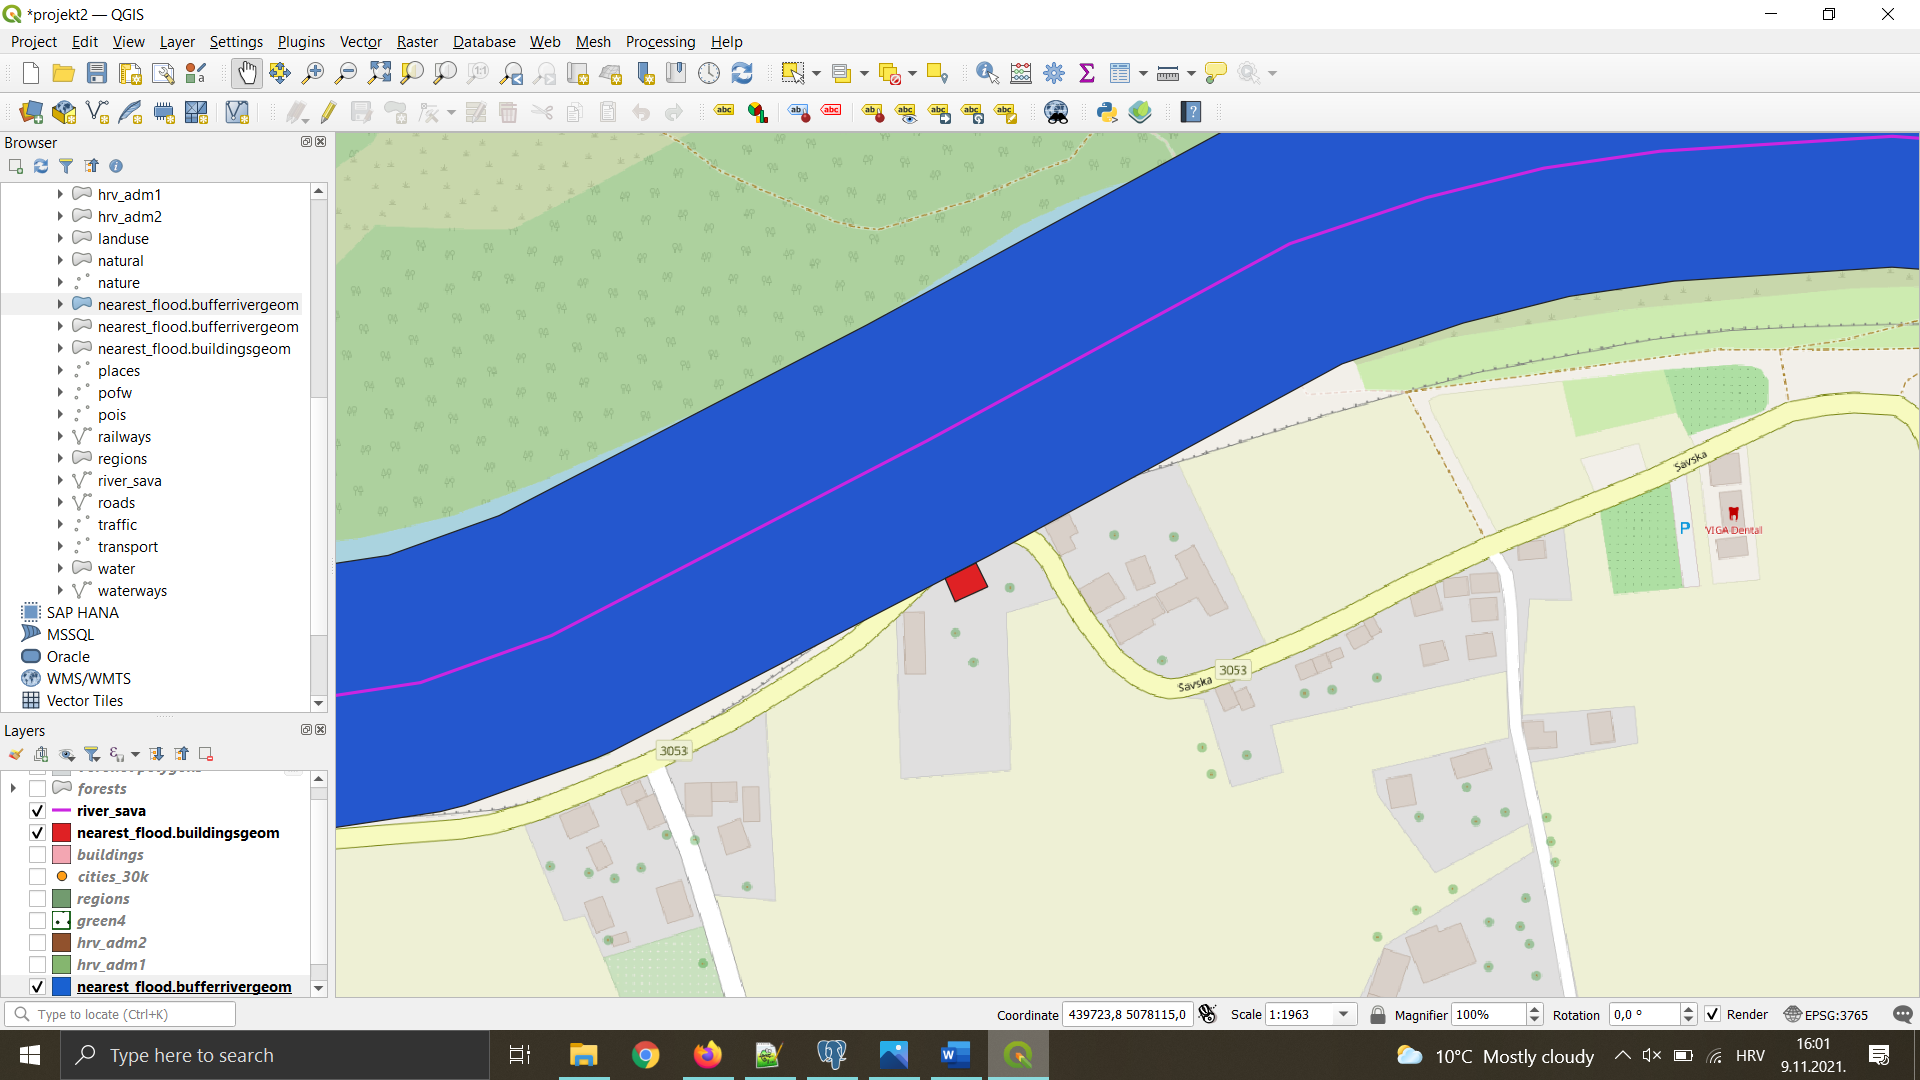 *projekt2 — QGIS
Project Edit View Layer Settings Plugins Vector Raster Database Web Mesh Processing Help
Browser
hrv_adm1
hrv_adm2
landuse
natural
nature
nearest_flood.bufferrivergeom
nearest_flood.bufferrivergeom
nearest_flood.buildingsgeom
places
pofw
pois
railways
regions
river_sava
roads
traffic
transport
water
waterways
SAP HANA
MSSQL
Oracle
WMS/WMTS
Vector Tiles
Layers
forests
river_sava
nearest_flood.buildingsgeom
buildings
cities_30k
regions
green4
hrv_adm2
hrv_adm1
nearest_flood.bufferrivergeom
Savska
P
VIGA Dental
3053
Savska
3053
Type to locate (Ctrl+K)
Coordinate 439723,8 5078115,0 Scale 1:1963 Magnifier 100% Rotation 0,0 ° Render EPSG:3765
Type here to search
10°C Mostly cloudy HRV
16:01
9.11.2021.